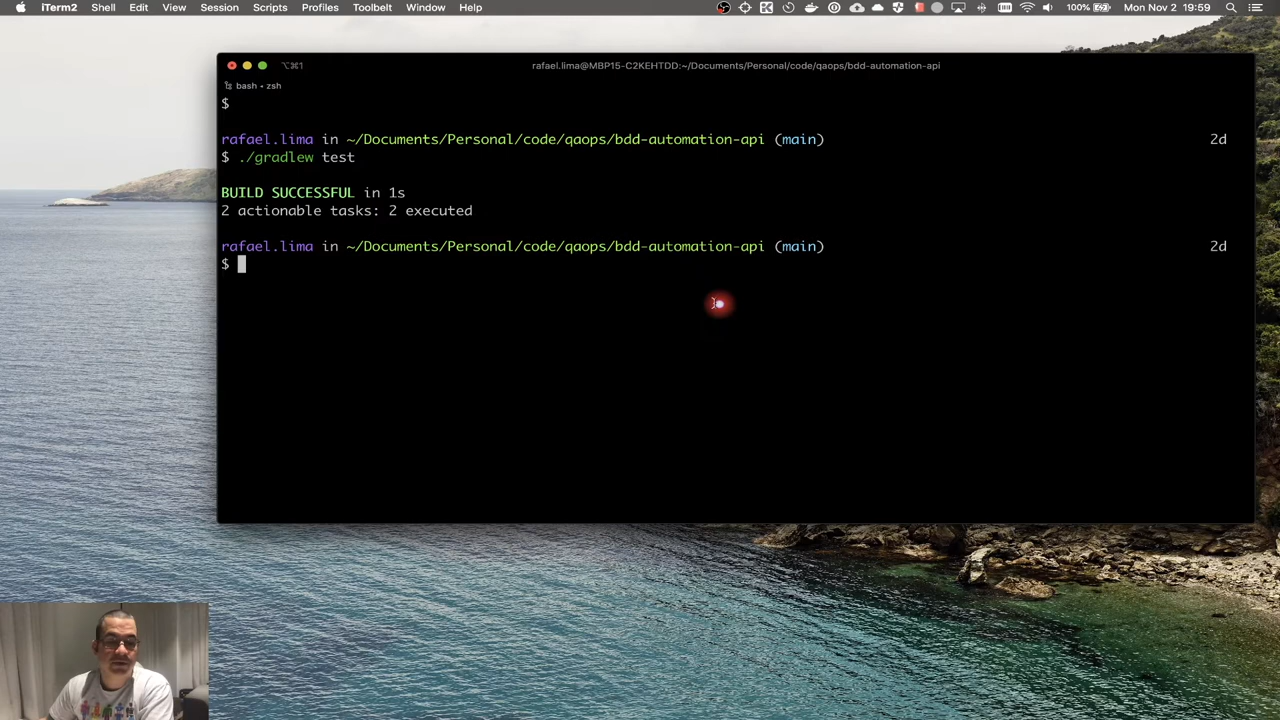 iTerm2 Shell Edit View Session Scripts Profiles Toolbelt Window Help 100% Mon Nov 2 19:59
⌥⌘1 rafael.lima@MBP15-C2KEHTDD:~/Documents/Personal/code/qaops/bdd-automation-api
bash • zsh
$
rafael.lima in ~/Documents/Personal/code/qaops/bdd-automation-api (main) 2d
$ ./gradlew test
BUILD SUCCESSFUL in 1s
2 actionable tasks: 2 executed
rafael.lima in ~/Documents/Personal/code/qaops/bdd-automation-api (main) 2d
$